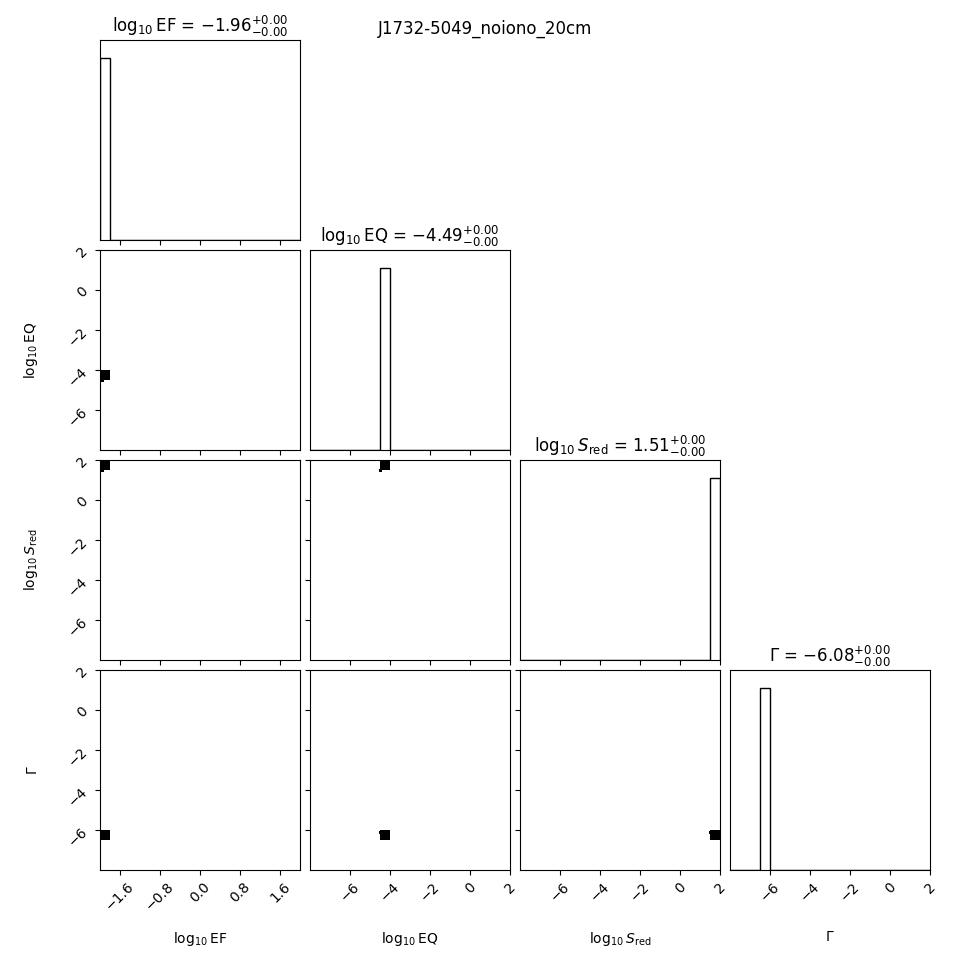 J1732-5049_noiono_20cm
log₁₀ EF = −1.96⁺⁰·⁰⁰₋₀.₀₀
log₁₀ EQ = −4.49⁺⁰·⁰⁰₋₀.₀₀
2
0
−2
−4
−6
log₁₀ EQ
log₁₀ S_red = 1.51⁺⁰·⁰⁰₋₀.₀₀
2
0
−2
−4
−6
log₁₀ S_red
Γ = −6.08⁺⁰·⁰⁰₋₀.₀₀
2
0
−2
−4
−6
Γ
−1.6 −0.8 0.0 0.8 1.6
−6 −4 −2 0 2
−6 −4 −2 0 2
−6 −4 −2 0 2
log₁₀ EF
log₁₀ EQ
log₁₀ S_red
Γ